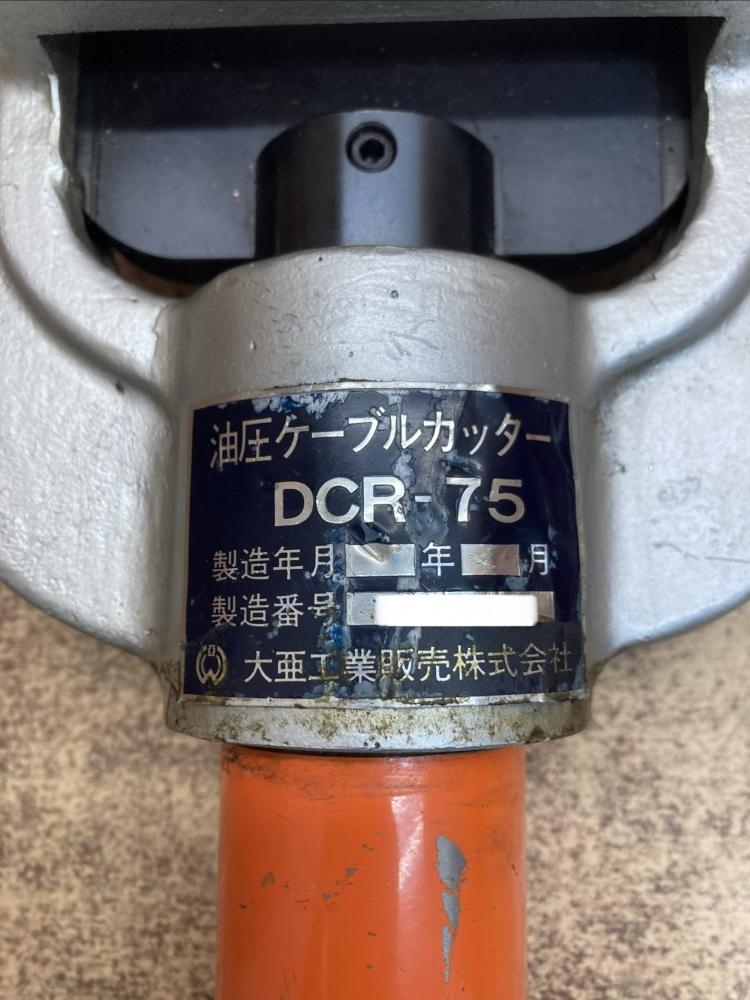 油圧ケーブルカッター
DCR-75
製造年月 年 月
製造番号
大亜工業販売株式会社